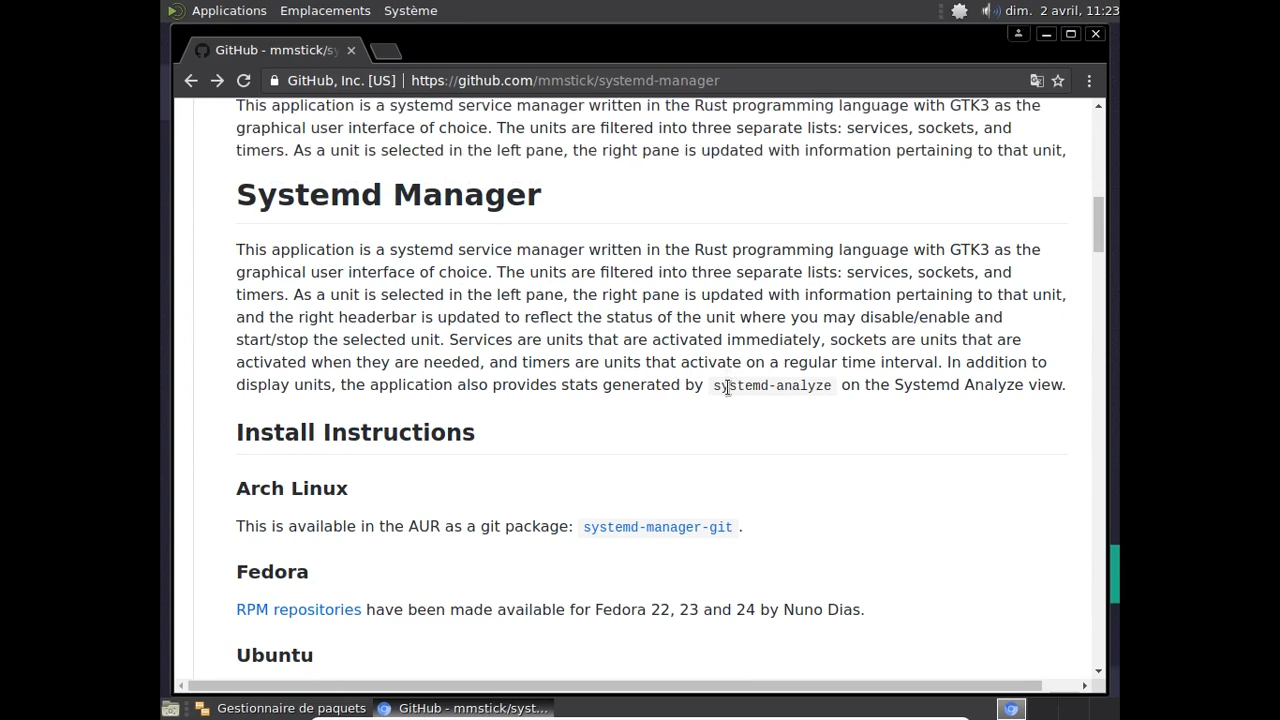 Applications Emplacements Système dim. 2 avril, 11:23
GitHub - mmstick/sy
GitHub, Inc. [US] https://github.com/mmstick/systemd-manager
This application is a systemd service manager written in the Rust programming language with GTK3 as the
graphical user interface of choice. The units are filtered into three separate lists: services, sockets, and
timers. As a unit is selected in the left pane, the right pane is updated with information pertaining to that unit,
Systemd Manager
This application is a systemd service manager written in the Rust programming language with GTK3 as the
graphical user interface of choice. The units are filtered into three separate lists: services, sockets, and
timers. As a unit is selected in the left pane, the right pane is updated with information pertaining to that unit,
and the right headerbar is updated to reflect the status of the unit where you may disable/enable and
start/stop the selected unit. Services are units that are activated immediately, sockets are units that are
activated when they are needed, and timers are units that activate on a regular time interval. In addition to
display units, the application also provides stats generated by systemd-analyze on the Systemd Analyze view.
Install Instructions
Arch Linux
This is available in the AUR as a git package: systemd-manager-git.
Fedora
RPM repositories have been made available for Fedora 22, 23 and 24 by Nuno Dias.
Ubuntu
Gestionnaire de paquets GitHub - mmstick/syst...